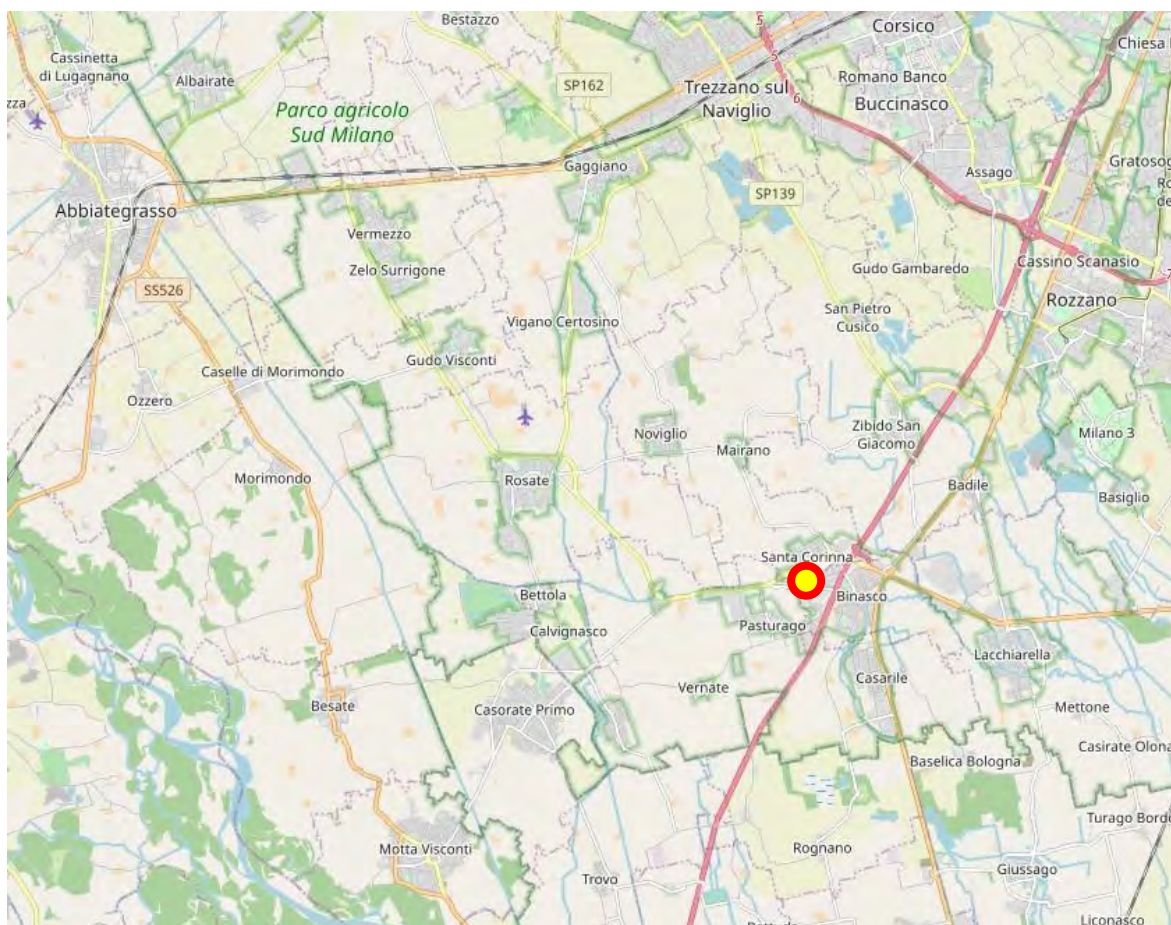 Bestazzo
Corsico
Cassinetta
di Lugagnano
Albairate
SP162
5
5
Chiesa
Romano Banco
Trezzano sul
Naviglio
6
Buccinasco
Parco agricolo
Sud Milano
Gaggiano
Assago
SP139
Abbiategrasso
Vermezzo
Zelo Surrigone
Gudo Gambaredo
Cassino Scanasio
7
SS526
Rozzano
San Pietro
Cusico
Vigano Certosino
Gudo Visconti
Caselle di Morimondo
Ozzero
Noviglio
Zibido San
Giacomo
Milano 3
Mairano
Morimondo
Rosate
Badile
Basiglio
Santa Corinna
Bettola
Binasco
Calvignasco
Pasturago
Lacchiarella
Casarile
Vernate
Besate
Casorate Primo
Mettone
Casirate Olona
Baselica Bologna
Turago Bordo
Motta Visconti
Rognano
Giussago
Trovo
Liconasco